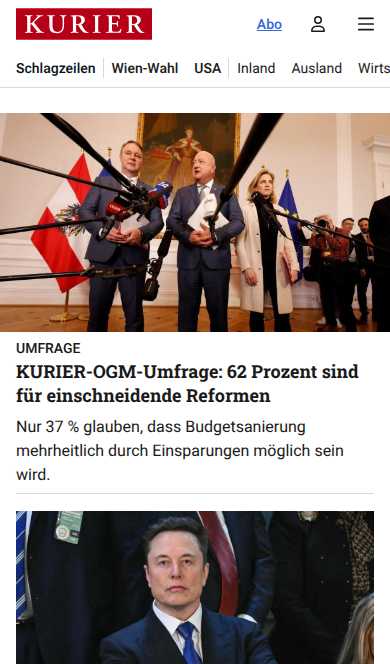 KURIER
Abo
Schlagzeilen
Wien-Wahl
USA
Inland
Ausland
Wirts
UMFRAGE
KURIER-OGM-Umfrage: 62 Prozent sind
für einschneidende Reformen
Nur 37 % glauben, dass Budgetsanierung
mehrheitlich durch Einsparungen möglich sein
wird.